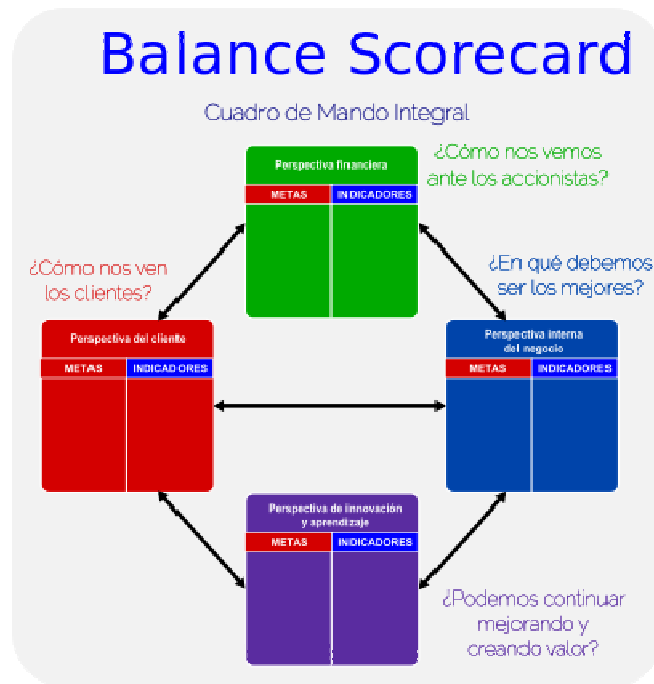 Balance Scorecard
Cuadro de Mando Integral
¿Cómo nos vemos
ante los accionistas?
Perspectiva financiera
METAS INDICADORES
¿Cómo nos ven
los clientes?
¿En qué debemos
ser los mejores?
Perspectiva del cliente
METAS INDICADORES
Perspectiva interna
del negocio
METAS INDICADORES
Perspectiva de innovación
y aprendizaje
METAS INDICADORES
¿Podemos continuar
mejorando y
creando valor?